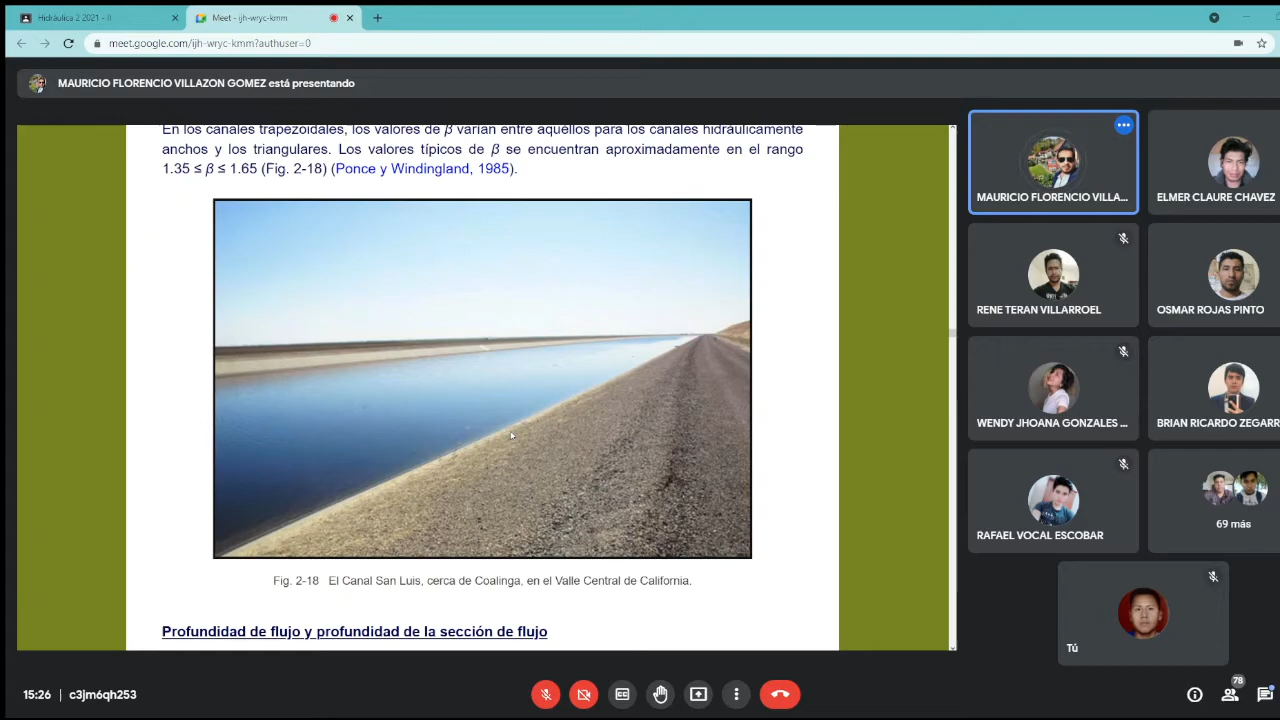 Hidráulica 2 2021 - II
Meet - ijh-wryc-kmm
meet.google.com/ijh-wryc-kmm?authuser=0
MAURICIO FLORENCIO VILLAZON GOMEZ está presentando
En los canales trapezoidales, los valores de β varían entre aquéllos para los canales hidráulicamente
anchos y los triangulares. Los valores típicos de β se encuentran aproximadamente en el rango
1.35 ≤ β ≤ 1.65 (Fig. 2-18) (Ponce y Windingland, 1985).
Fig. 2-18 El Canal San Luis, cerca de Coalinga, en el Valle Central de California.
Profundidad de flujo y profundidad de la sección de flujo
MAURICIO FLORENCIO VILLA...
ELMER CLAURE CHAVEZ
RENE TERAN VILLARROEL
OSMAR ROJAS PINTO
WENDY JHOANA GONZALES ...
BRIAN RICARDO ZEGARR
RAFAEL VOCAL ESCOBAR
69 más
Tú
15:26 | c3jm6qh253
78